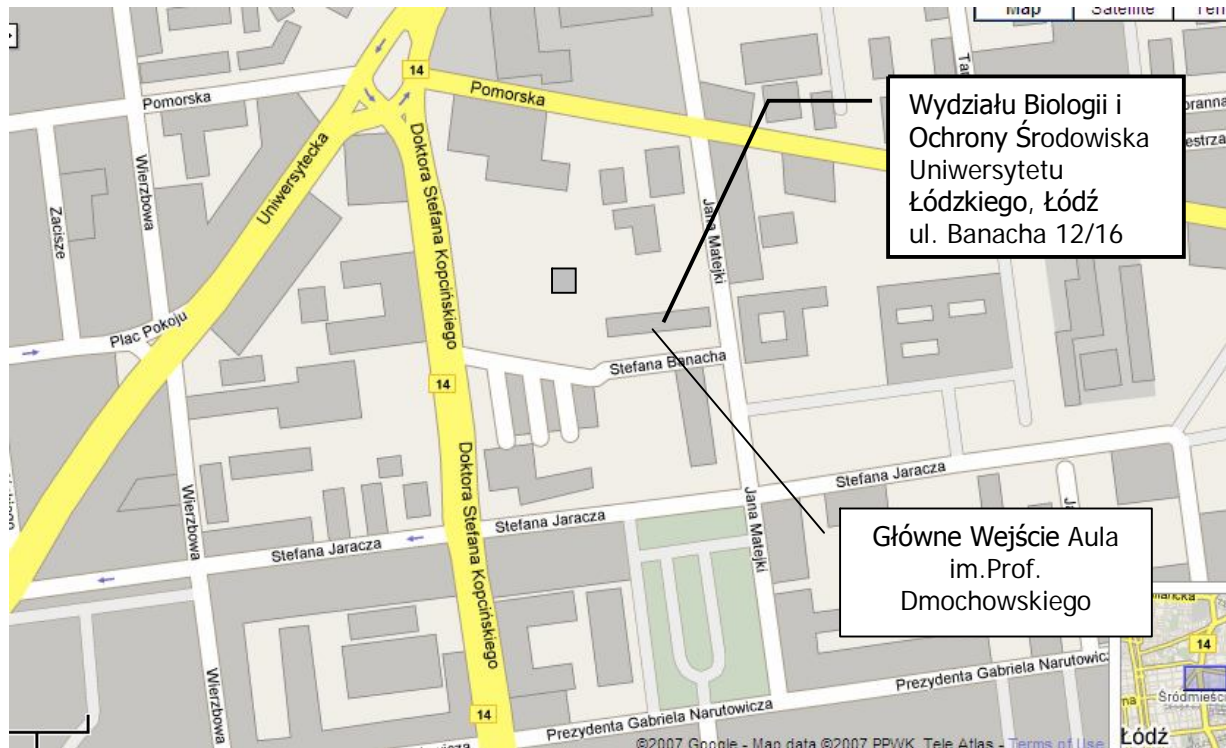 Map Satellite
14
Pomorska
Pomorska
Wierzbowa
Zacisze
Uniwersytecka
Doktora Stefana Kopcińskiego
Jana Matejki
Wydziału Biologii i
Ochrony Środowiska
Uniwersytetu
Łódzkiego, Łódź
ul. Banacha 12/16
Plac Pokoju
Stefana Banacha
14
Doktora Stefana Kopcińskiego
Wierzbowa
Stefana Jaracza
Stefana Jaracza
Stefana Jaracza
Jana Matejki
Główne Wejście Aula
im.Prof.
Dmochowskiego
Wierzbowa
14
Prezydenta Gabriela Narutowicza
Prezydenta Gabriela Narutowic
14
Śródmieści
Łódź
©2007 Google - Map data ©2007 PPWK, Tele Atlas - Terms of Use